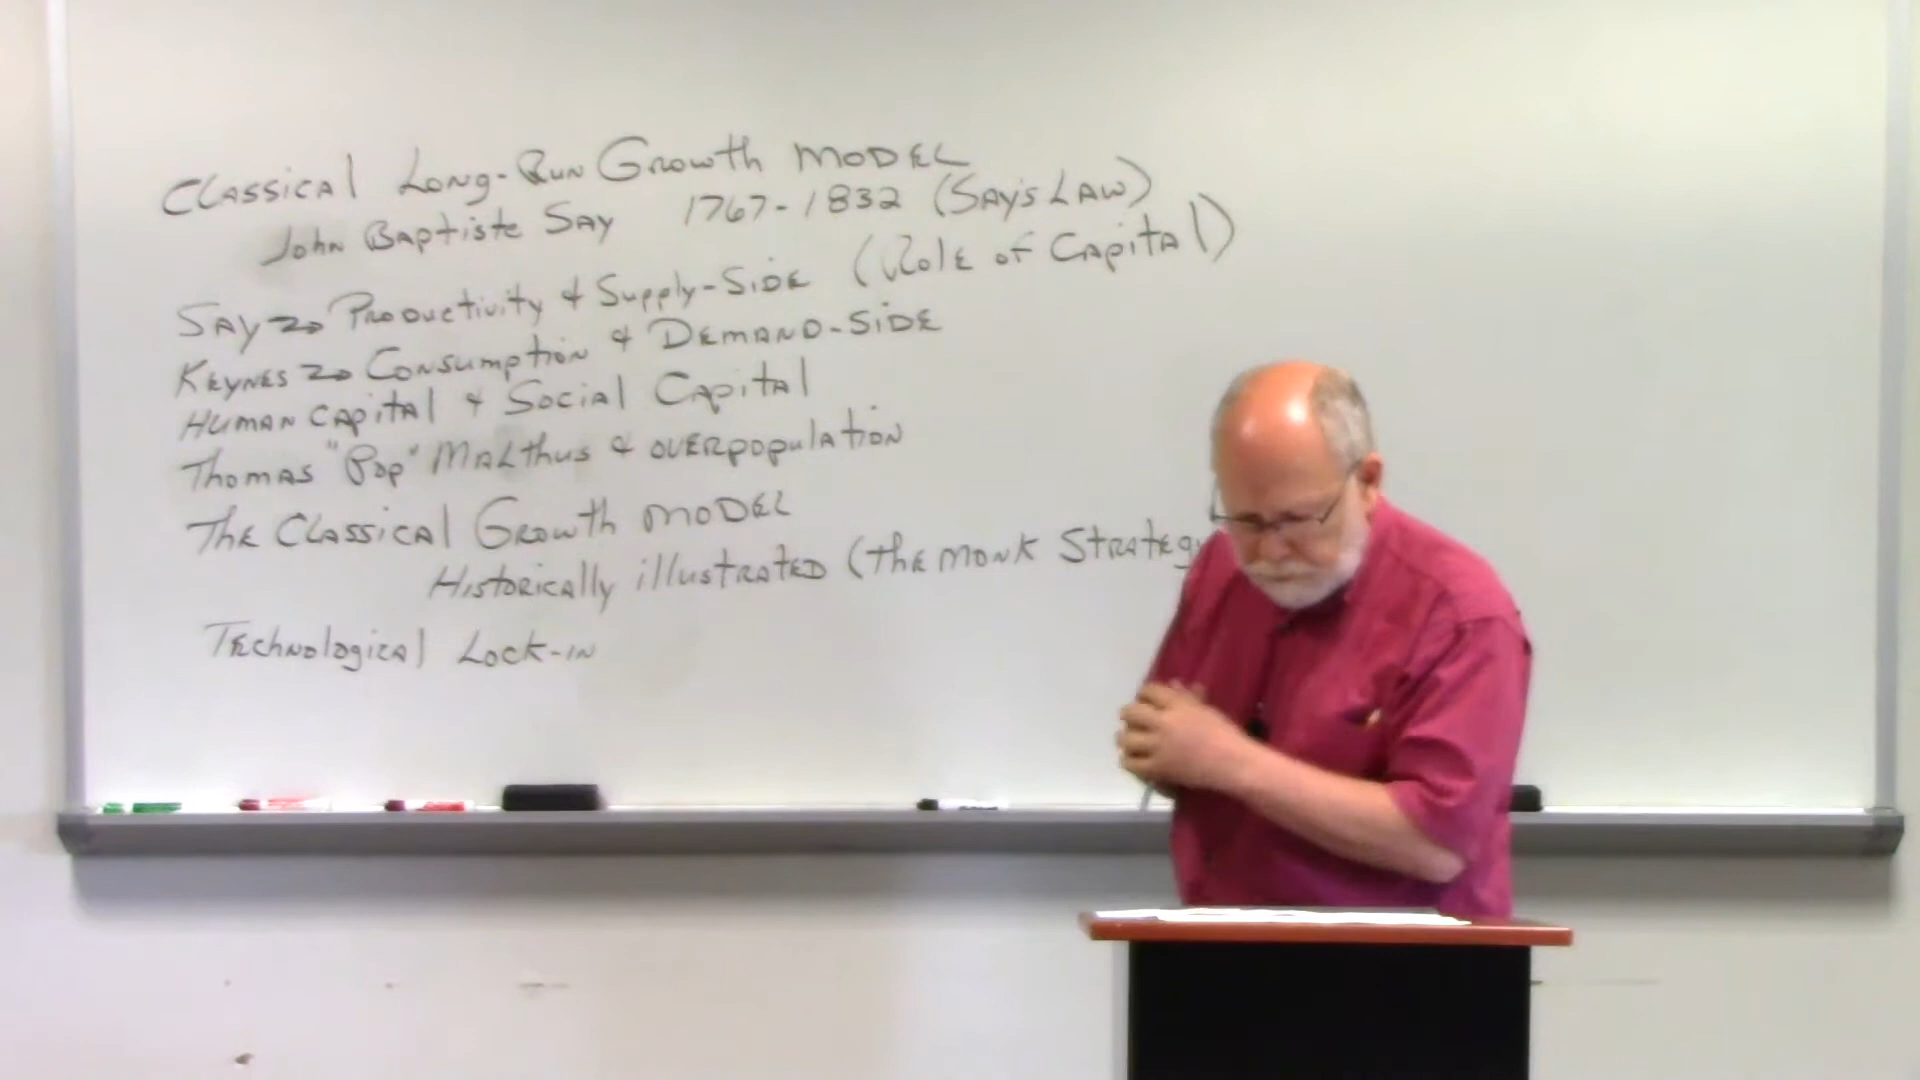 Classical Long-Run Growth Model
John Baptiste Say 1767-1832 (Say's Law)
Say → Productivity & Supply-Side (Role of Capital)
Keynes → Consumption & Demand-Side
Human Capital & Social Capital
Thomas "Pop" Malthus & overpopulation
The Classical Growth Model
Historically illustrated (the Monk Strategy
Technological Lock-in